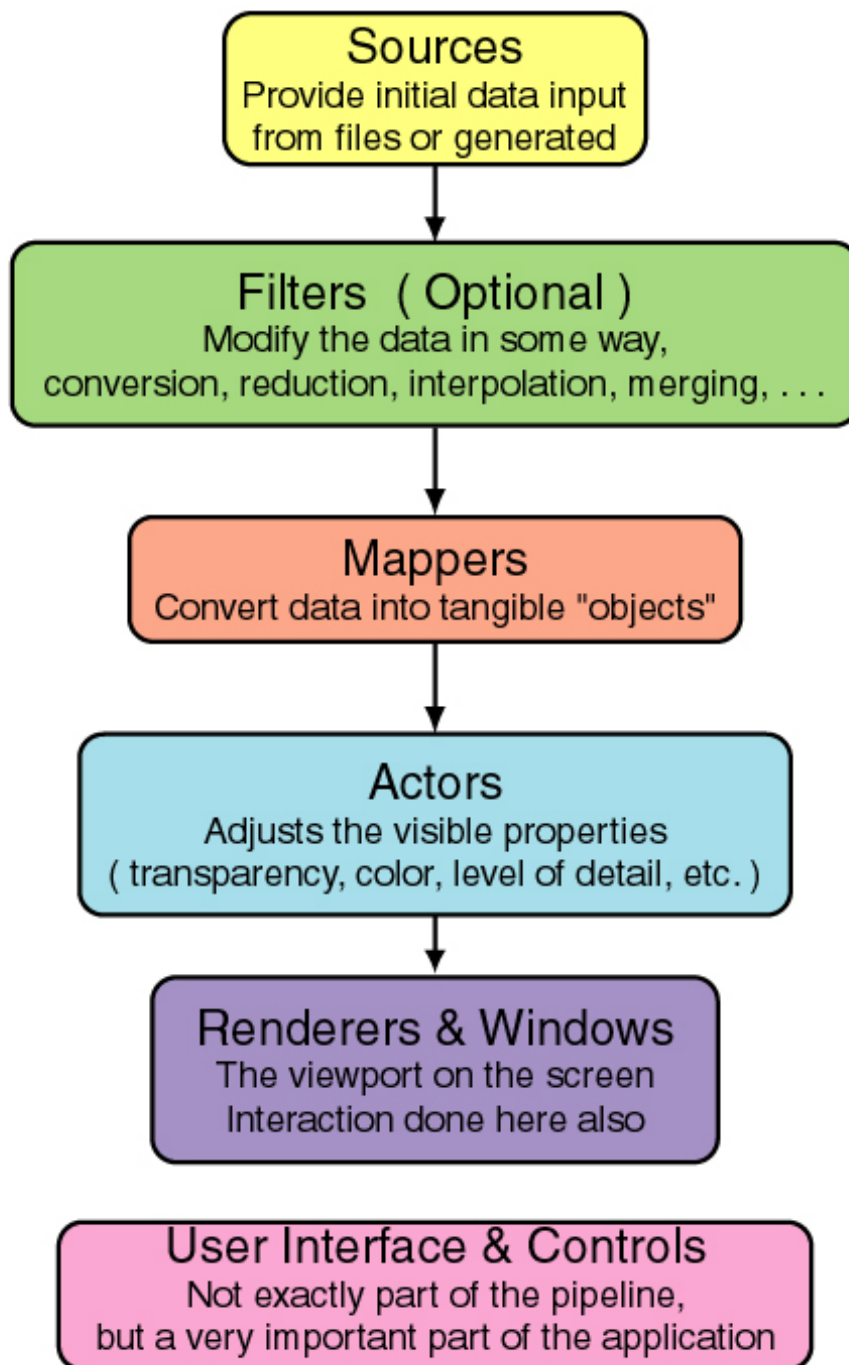 Sources
Provide initial data input
from files or generated
Filters ( Optional )
Modify the data in some way,
conversion, reduction, interpolation, merging, . . .
Mappers
Convert data into tangible "objects"
Actors
Adjusts the visible properties
( transparency, color, level of detail, etc. )
Renderers & Windows
The viewport on the screen
Interaction done here also
User Interface & Controls
Not exactly part of the pipeline,
but a very important part of the application